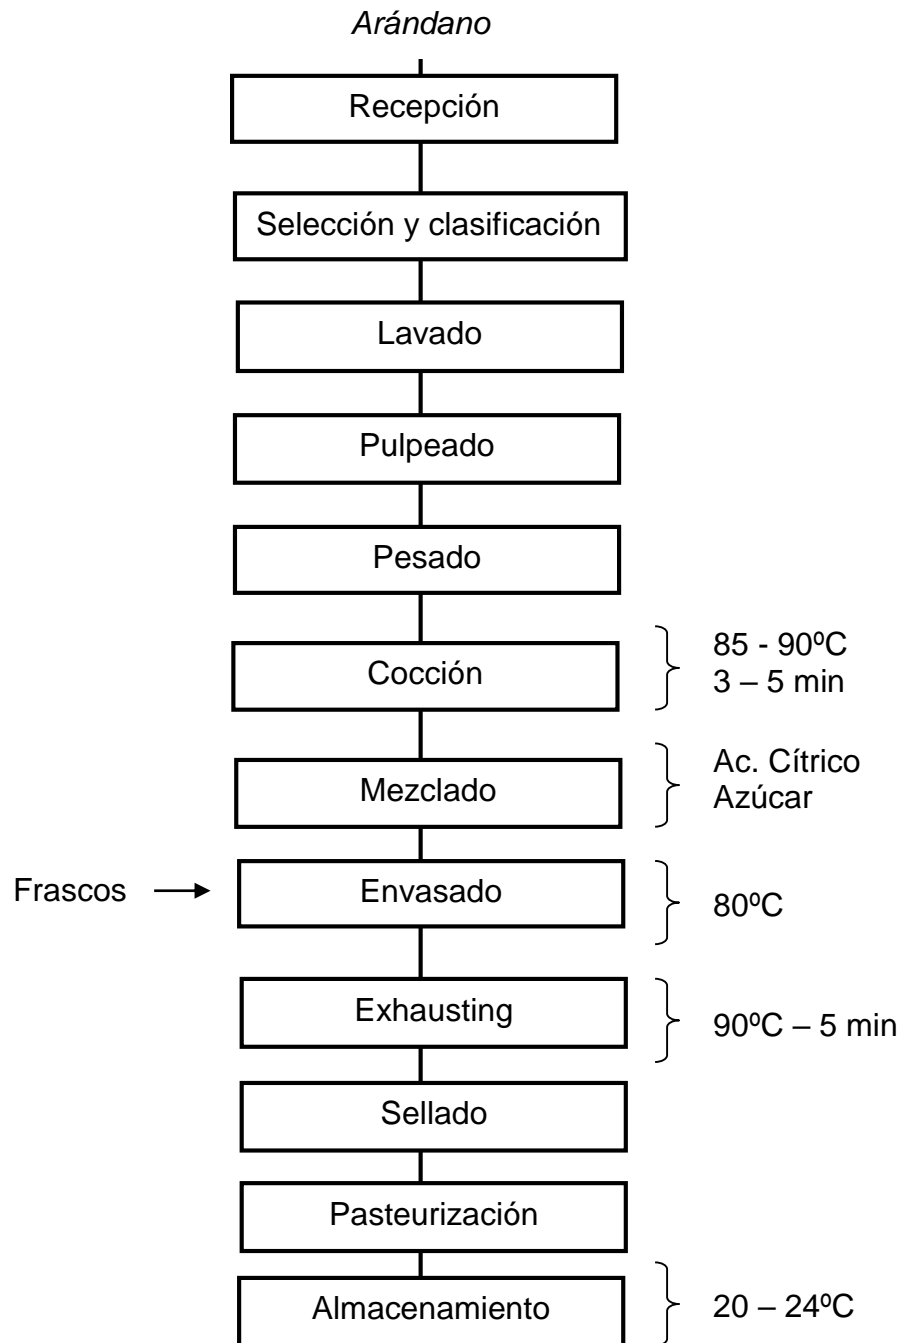 Arándano
Recepción
Selección y clasificación
Lavado
Pulpeado
Pesado
Cocción
85 - 90ºC
3 – 5 min
Mezclado
Ac. Cítrico
Azúcar
Frascos
Envasado
80ºC
Exhausting
90ºC – 5 min
Sellado
Pasteurización
Almacenamiento
20 – 24ºC